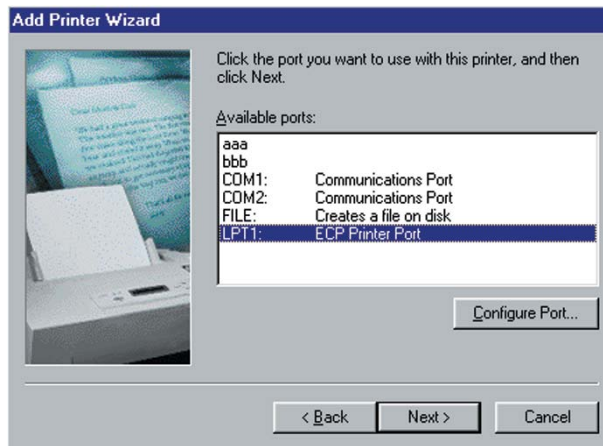 Add Printer Wizard
Click the port you want to use with this printer, and then
click Next.
Available ports:
aaa
bbb
COM1: Communications Port
COM2: Communications Port
FILE: Creates a file on disk
LPT1: ECP Printer Port
Configure Port...
< Back
Next >
Cancel